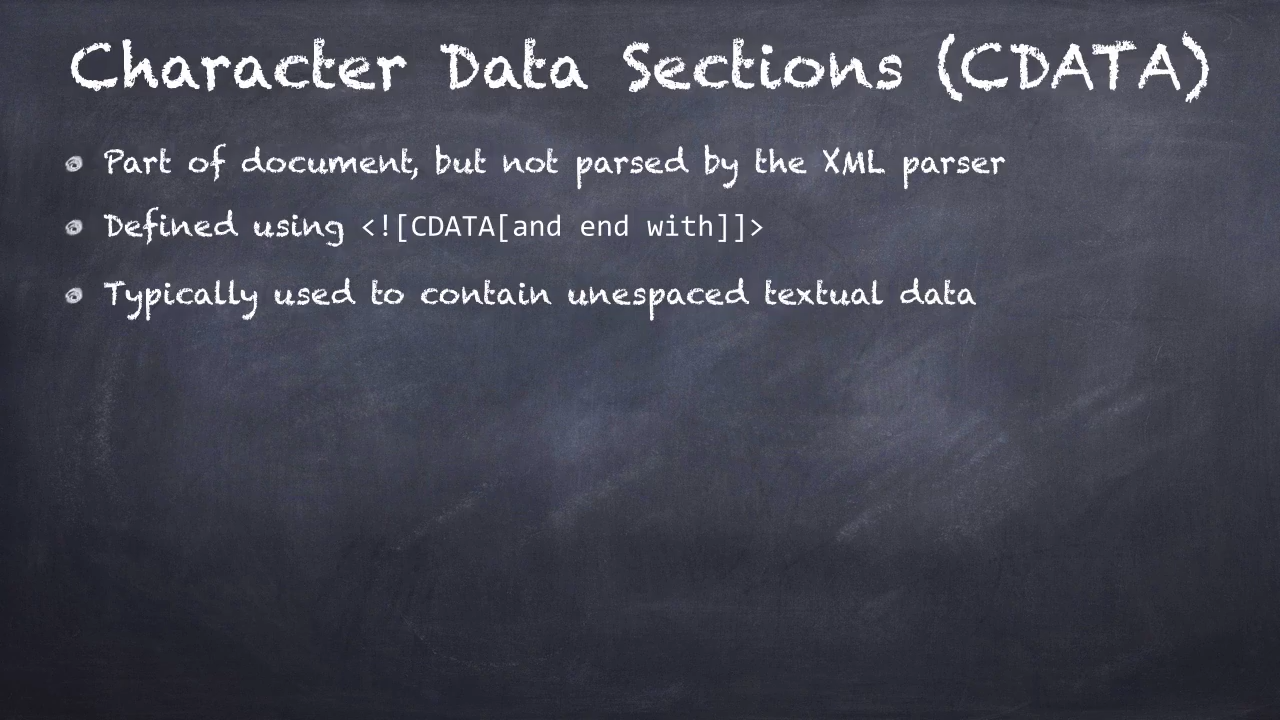 Character Data Sections (CDATA)
Part of document, but not parsed by the XML parser
Defined using <![CDATA[and end with]]>
Typically used to contain unespaced textual data